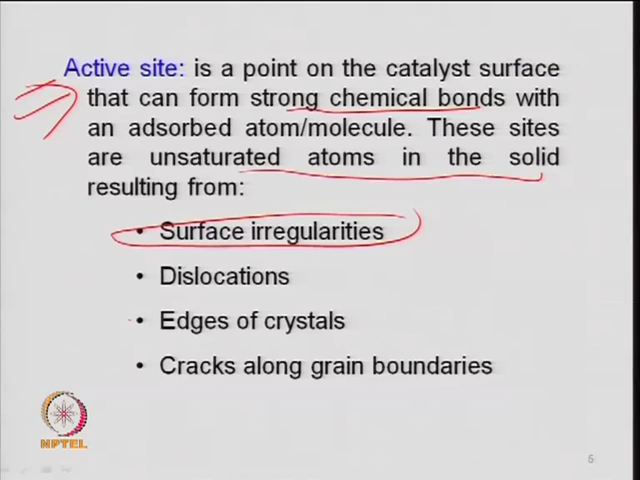 Active site: is a point on the catalyst surface
that can form strong chemical bonds with
an adsorbed atom/molecule. These sites
are unsaturated atoms in the solid
resulting from:
• Surface irregularities
• Dislocations
• Edges of crystals
• Cracks along grain boundaries
NPTEL
5